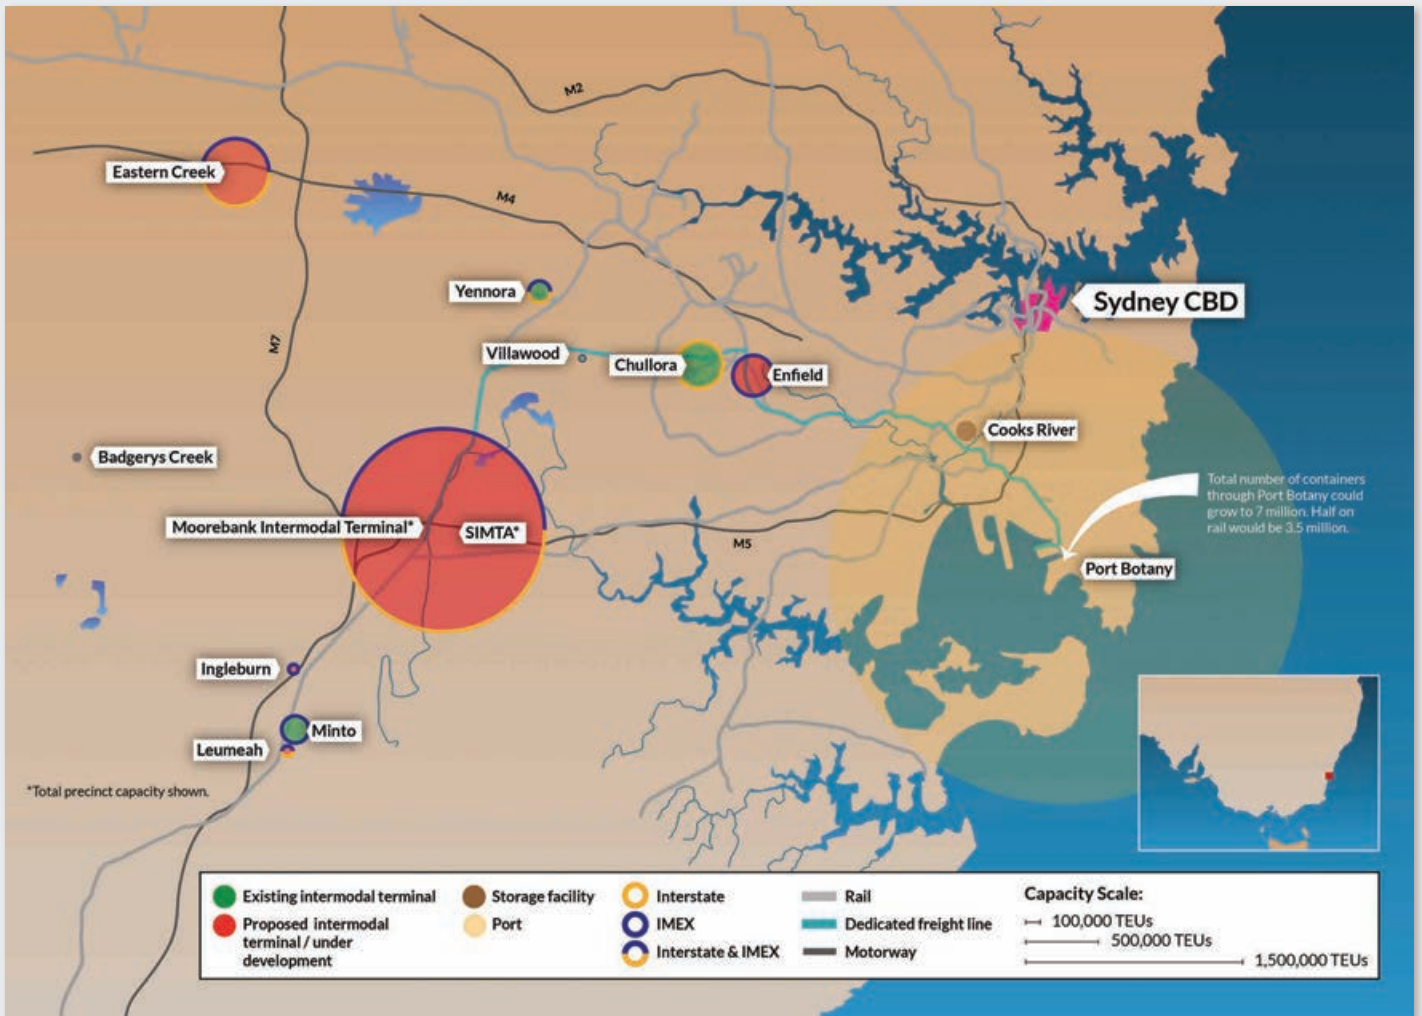 M2
Eastern Creek
M4
Yennora
Sydney CBD
M7
Villawood
Chullora
Enfield
Cooks River
Badgerys Creek
Total number of containers
through Port Botany could
grow to 7 million. Half on
rail would be 3.5 million.
Moorebank Intermodal Terminal*
SIMTA*
M5
Port Botany
Ingleburn
Minto
Leumeah
*Total precinct capacity shown.
Existing intermodal terminal
Proposed intermodal
terminal / under
development
Storage facility
Port
Interstate
IMEX
Interstate & IMEX
Rail
Dedicated freight line
Motorway
Capacity Scale:
100,000 TEUs
500,000 TEUs
1,500,000 TEUs